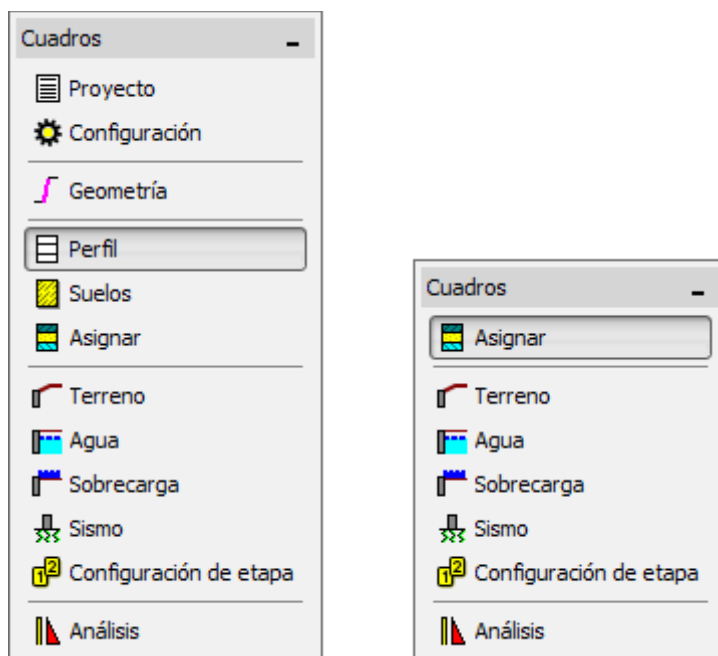 Cuadros
Proyecto
Configuración
Geometría
Perfil
Suelos
Asignar
Terreno
Agua
Sobrecarga
Sismo
Configuración de etapa
Análisis
Cuadros
Asignar
Terreno
Agua
Sobrecarga
Sismo
Configuración de etapa
Análisis